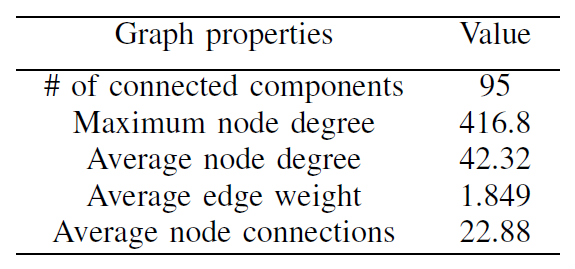 Graph properties Value
# of connected components 95
Maximum node degree 416.8
Average node degree 42.32
Average edge weight 1.849
Average node connections 22.88